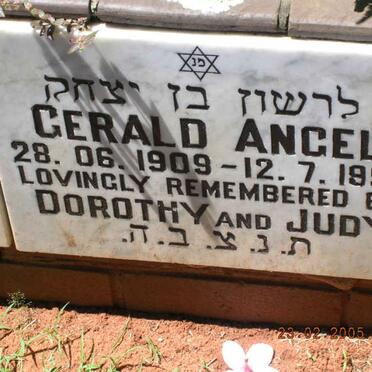 פנ
לרשון בן יצחק
GERALD ANGEL
28. 06. 1909 - 12. 7. 19
LOVINGLY REMEMBERED B
DOROTHY AND JUDY
ת.נ.צ.ב.ה.
23.02.2005